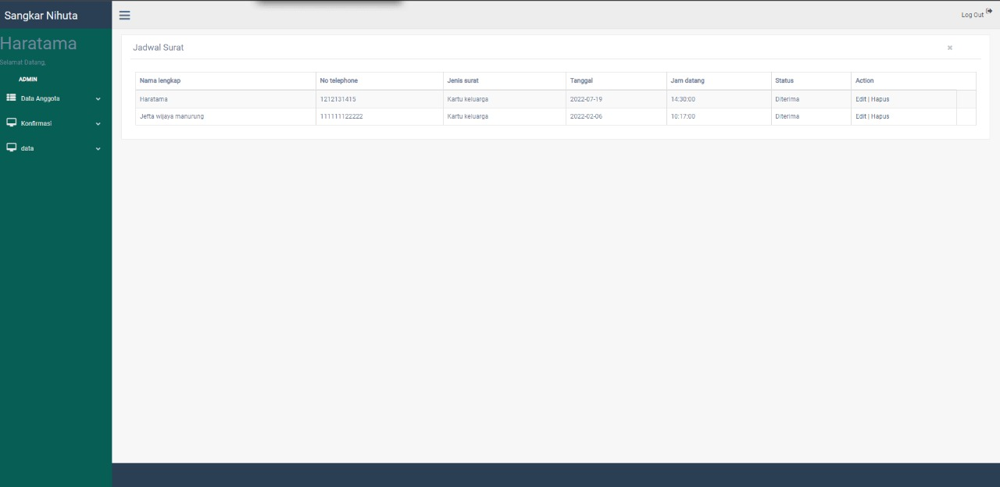 Sangkar Nihuta
Log Out
Haratama
Selamat Datang,
ADMIN
Data Anggota
Konfirmasi
data
Jadwal Surat
Nama lengkap No telephone Jenis surat Tanggal Jam datang Status Action
Haratama 1212131415 Kartu keluarga 2022-07-19 14:30:00 Diterima Edit | Hapus
Jefta wijaya manurung 111111122222 Kartu keluarga 2022-02-06 10:17:00 Diterima Edit | Hapus